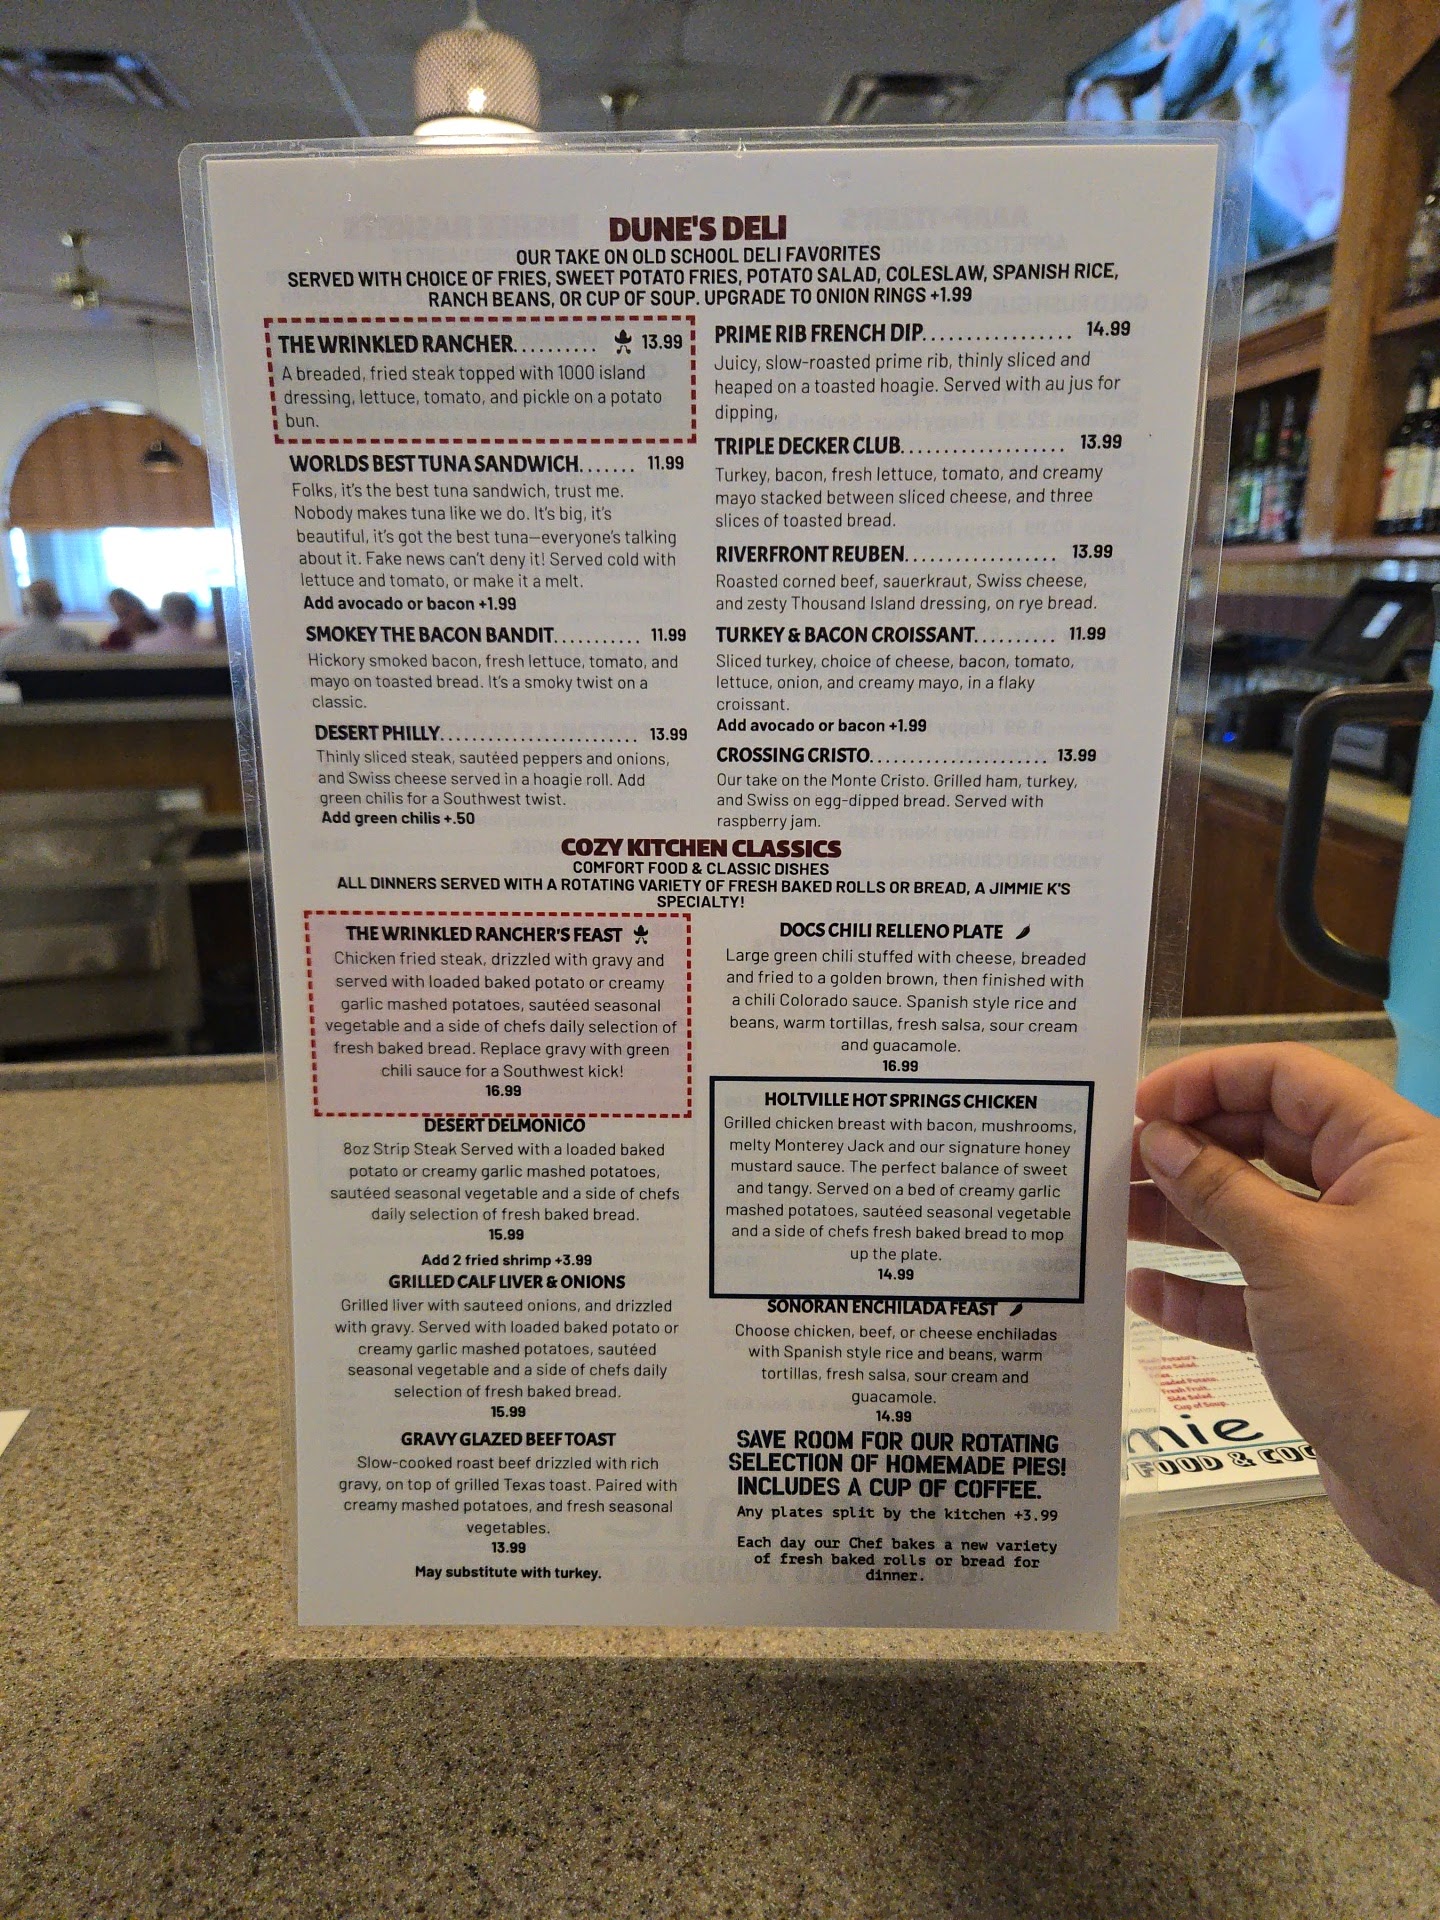 DUNE'S DELI
OUR TAKE ON OLD SCHOOL DELI FAVORITES
SERVED WITH CHOICE OF FRIES, SWEET POTATO FRIES, POTATO SALAD, COLESLAW, SPANISH RICE,
RANCH BEANS, OR CUP OF SOUP. UPGRADE TO ONION RINGS +1.99
THE WRINKLED RANCHER.......... 13.99
A breaded, fried steak topped with 1000 island
dressing, lettuce, tomato, and pickle on a potato
bun.
WORLDS BEST TUNA SANDWICH....... 11.99
Folks, it's the best tuna sandwich, trust me.
Nobody makes tuna like we do. It's big, it's
beautiful, it's got the best tuna—everyone's talking
about it. Fake news can't deny it! Served cold with
lettuce and tomato, or make it a melt.
Add avocado or bacon +1.99
SMOKEY THE BACON BANDIT........... 11.99
Hickory smoked bacon, fresh lettuce, tomato, and
mayo on toasted bread. It's a smoky twist on a
classic.
DESERT PHILLY......................... 13.99
Thinly sliced steak, sautéed peppers and onions,
and Swiss cheese served in a hoagie roll. Add
green chilis for a Southwest twist.
Add green chilis +.50
PRIME RIB FRENCH DIP................. 14.99
Juicy, slow-roasted prime rib, thinly sliced and
heaped on a toasted hoagie. Served with au jus for
dipping,
TRIPLE DECKER CLUB................... 13.99
Turkey, bacon, fresh lettuce, tomato, and creamy
mayo stacked between sliced cheese, and three
slices of toasted bread.
RIVERFRONT REUBEN.................. 13.99
Roasted corned beef, sauerkraut, Swiss cheese,
and zesty Thousand Island dressing, on rye bread.
TURKEY & BACON CROISSANT.......... 11.99
Sliced turkey, choice of cheese, bacon, tomato,
lettuce, onion, and creamy mayo, in a flaky
croissant.
Add avocado or bacon +1.99
CROSSING CRISTO...................... 13.99
Our take on the Monte Cristo. Grilled ham, turkey,
and Swiss on egg-dipped bread. Served with
raspberry jam.
COZY KITCHEN CLASSICS
COMFORT FOOD & CLASSIC DISHES
ALL DINNERS SERVED WITH A ROTATING VARIETY OF FRESH BAKED ROLLS OR BREAD, A JIMMIE K'S
SPECIALTY!
THE WRINKLED RANCHER'S FEAST
Chicken fried steak, drizzled with gravy and
served with loaded baked potato or creamy
garlic mashed potatoes, sautéed seasonal
vegetable and a side of chefs daily selection of
fresh baked bread. Replace gravy with green
chili sauce for a Southwest kick!
16.99
DESERT DELMONICO
8oz Strip Steak Served with a loaded baked
potato or creamy garlic mashed potatoes,
sautéed seasonal vegetable and a side of chefs
daily selection of fresh baked bread.
15.99
Add 2 fried shrimp +3.99
GRILLED CALF LIVER & ONIONS
Grilled liver with sauteed onions, and drizzled
with gravy. Served with loaded baked potato or
creamy garlic mashed potatoes, sautéed
seasonal vegetable and a side of chefs daily
selection of fresh baked bread.
15.99
GRAVY GLAZED BEEF TOAST
Slow-cooked roast beef drizzled with rich
gravy, on top of grilled Texas toast. Paired with
creamy mashed potatoes, and fresh seasonal
vegetables.
13.99
May substitute with turkey.
DOCS CHILI RELLENO PLATE
Large green chili stuffed with cheese, breaded
and fried to a golden brown, then finished with
a chili Colorado sauce. Spanish style rice and
beans, warm tortillas, fresh salsa, sour cream
and guacamole.
16.99
HOLTVILLE HOT SPRINGS CHICKEN
Grilled chicken breast with bacon, mushrooms,
melty Monterey Jack and our signature honey
mustard sauce. The perfect balance of sweet
and tangy. Served on a bed of creamy garlic
mashed potatoes, sautéed seasonal vegetable
and a side of chefs fresh baked bread to mop
up the plate.
14.99
SONORAN ENCHILADA FEAST
Choose chicken, beef, or cheese enchiladas
with Spanish style rice and beans, warm
tortillas, fresh salsa, sour cream and
guacamole.
14.99
SAVE ROOM FOR OUR ROTATING
SELECTION OF HOMEMADE PIES!
INCLUDES A CUP OF COFFEE.
Any plates split by the kitchen +3.99
Each day our Chef bakes a new variety
of fresh baked rolls or bread for
dinner.
Fresh Fruit
Side Salad
Cup of Soup
mie
FOOD & COC